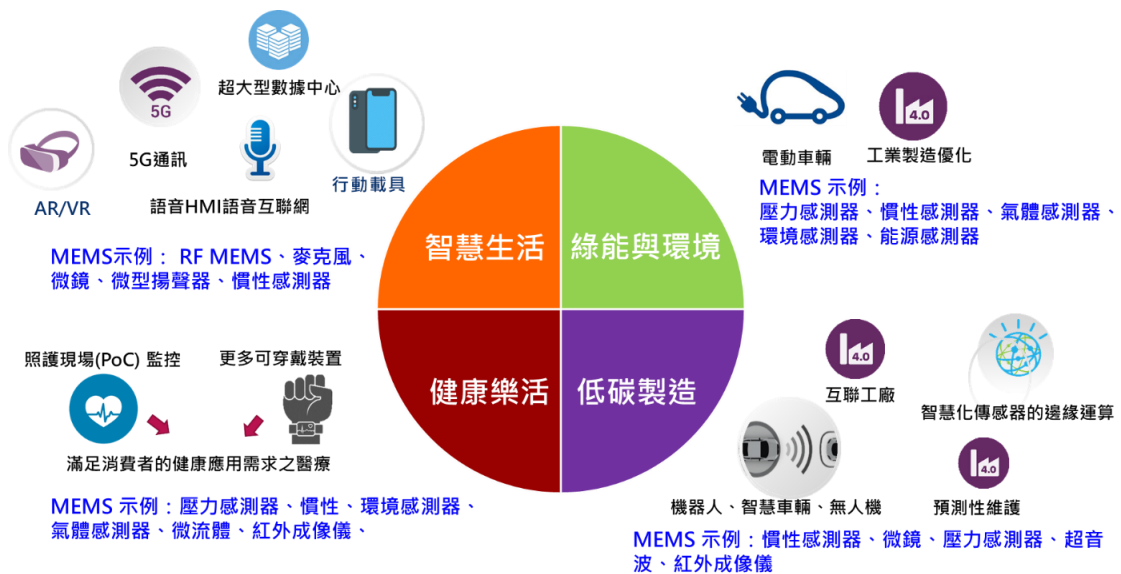 超大型數據中心
5G
5G通訊
AR/VR
語音HMI語音互聯網
行動載具
MEMS示例： RF MEMS、麥克風、
微鏡、微型揚聲器、慣性感測器
4.0
電動車輛
工業製造優化
MEMS 示例：
壓力感測器、慣性感測器、氣體感測器、
環境感測器、能源感測器
智慧生活
綠能與環境
健康樂活
低碳製造
照護現場(PoC) 監控
更多可穿戴裝置
滿足消費者的健康應用需求之醫療
MEMS 示例：壓力感測器、慣性、環境感測器、
氣體感測器、微流體、紅外成像儀、
4.0
互聯工廠
智慧化傳感器的邊緣運算
機器人、智慧車輛、無人機
4.0
預測性維護
MEMS 示例：慣性感測器、微鏡、壓力感測器、超音
波、紅外成像儀